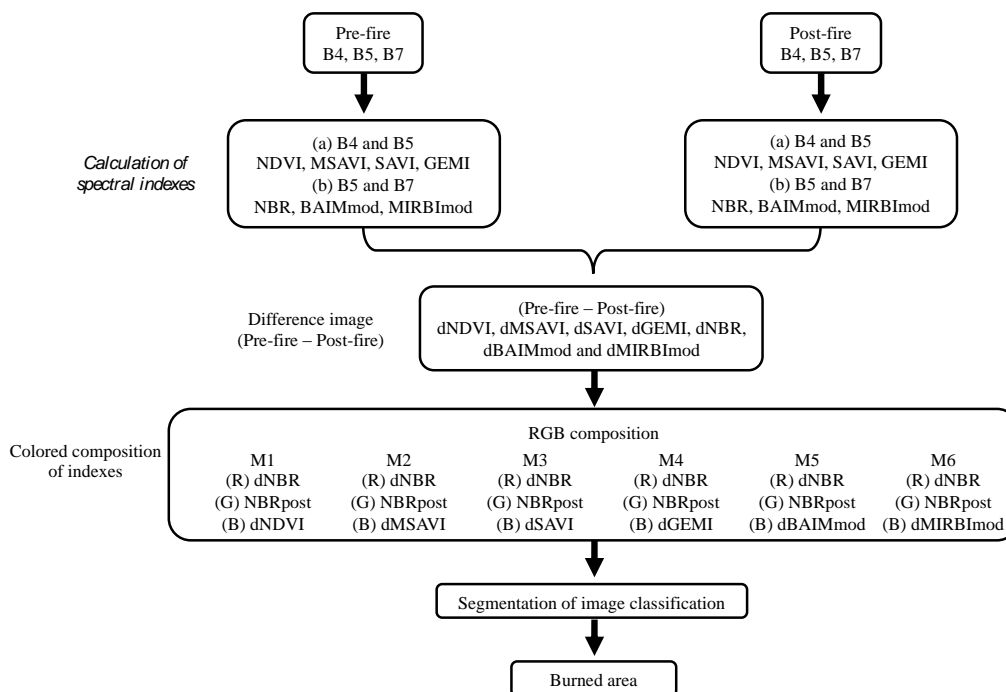 Pre-fire
B4, B5, B7
Post-fire
B4, B5, B7
Calculation of
spectral indexes
(a) B4 and B5
NDVI, MSAVI, SAVI, GEMI
(b) B5 and B7
NBR, BAIMmod, MIRBImod
(a) B4 and B5
NDVI, MSAVI, SAVI, GEMI
(b) B5 and B7
NBR, BAIMmod, MIRBImod
Difference image
(Pre-fire – Post-fire)
(Pre-fire – Post-fire)
dNDVI, dMSAVI, dSAVI, dGEMI, dNBR,
dBAIMmod and dMIRBImod
Colored composition
of indexes
RGB composition
M1
(R) dNBR
(G) NBRpost
(B) dNDVI
M2
(R) dNBR
(G) NBRpost
(B) dMSAVI
M3
(R) dNBR
(G) NBRpost
(B) dSAVI
M4
(R) dNBR
(G) NBRpost
(B) dGEMI
M5
(R) dNBR
(G) NBRpost
(B) dBAIMmod
M6
(R) dNBR
(G) NBRpost
(B) dMIRBImod
Segmentation of image classification
Burned area